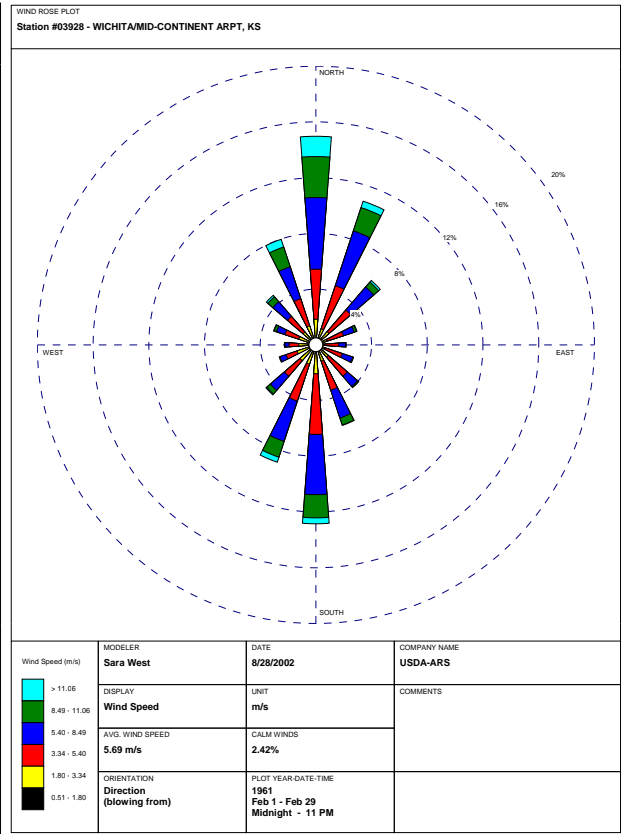 WIND ROSE PLOT
Station #03928 - WICHITA/MID-CONTINENT ARPT, KS
NORTH
20%
16%
12%
8%
4%
WEST
EAST
SOUTH
Wind Speed (m/s)
> 11.06
8.49 - 11.06
5.40 - 8.49
3.34 - 5.40
1.80 - 3.34
0.51 - 1.80
MODELER
Sara West
DATE
8/28/2002
COMPANY NAME
USDA-ARS
DISPLAY
Wind Speed
UNIT
m/s
COMMENTS
AVG. WIND SPEED
5.69 m/s
CALM WINDS
2.42%
ORIENTATION
Direction
(blowing from)
PLOT YEAR-DATE-TIME
1961
Feb 1 - Feb 29
Midnight - 11 PM